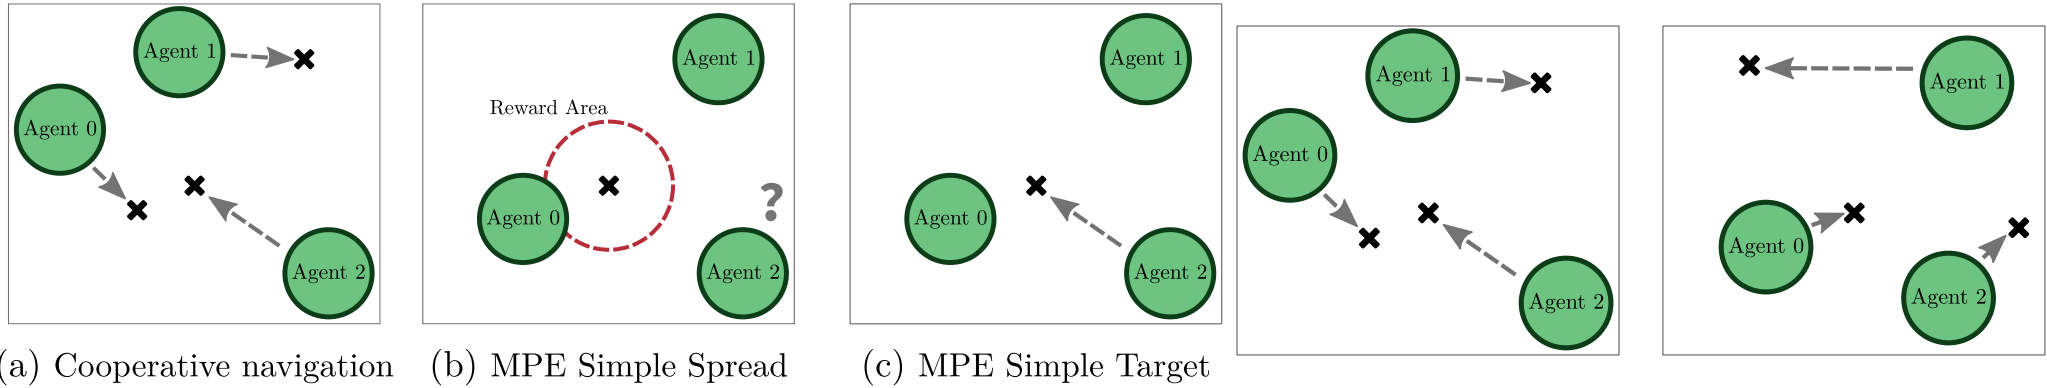 Agent 1
Agent 0
Agent 2
(a) Cooperative navigation
Agent 1
Reward Area
Agent 0
?
Agent 2
(b) MPE Simple Spread
Agent 1
Agent 0
Agent 2
(c) MPE Simple Target
Agent 1
Agent 0
Agent 2
Agent 1
Agent 0
Agent 2